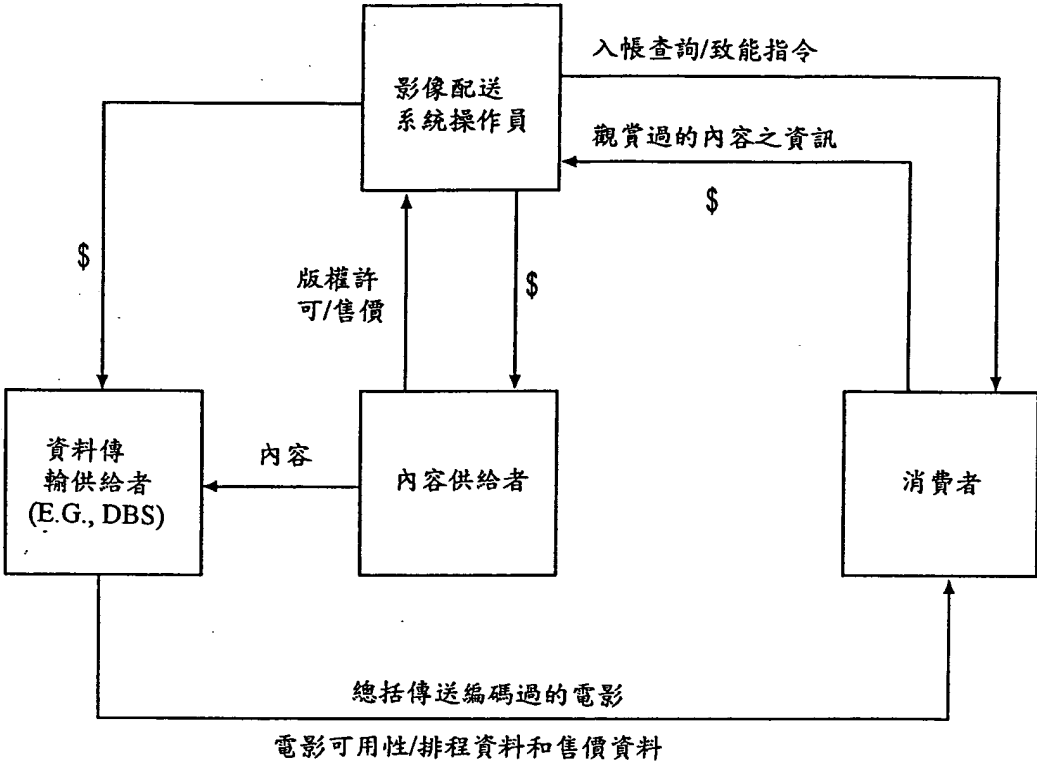 入帳查詢/致能指令
影像配送
系統操作員
觀賞過的內容之資訊
$
$
版權許
可/售價
$
資料傳
輸供給者
(E.G., DBS)
內容
內容供給者
消費者
總括傳送編碼過的電影
電影可用性/排程資料和售價資料